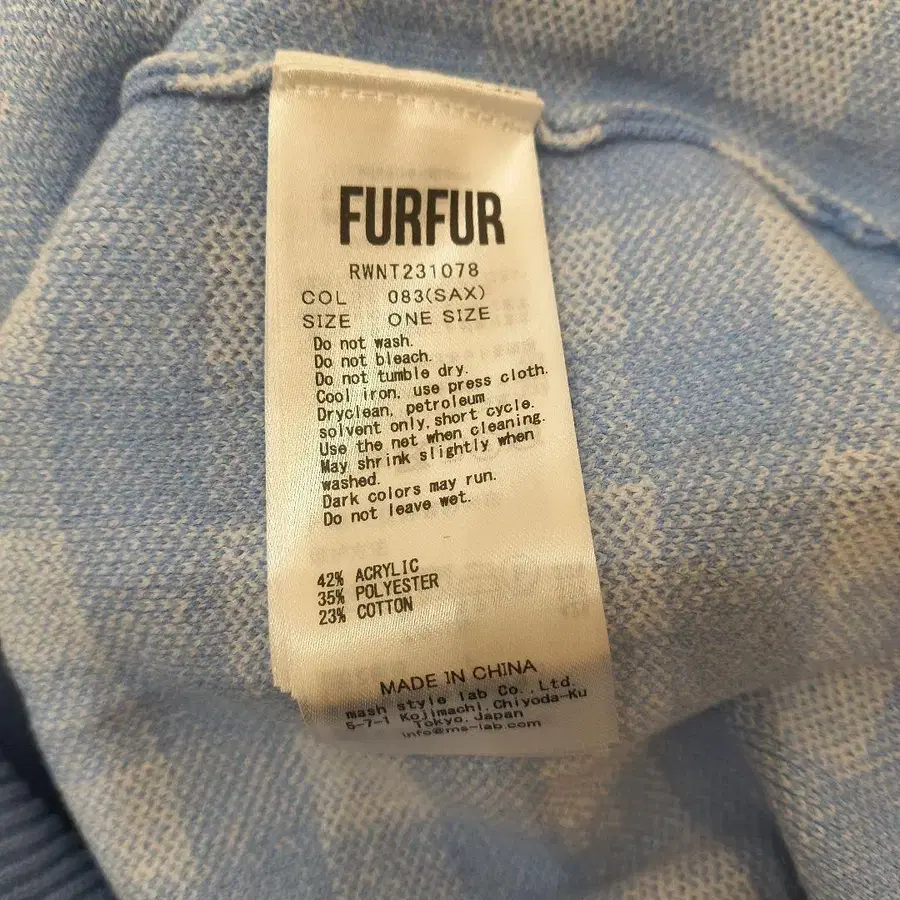 FURFUR
RWNT231078
COL 083(SAX)
SIZE ONE SIZE
Do not wash.
Do not bleach.
Do not tumble dry.
Cool iron, use press cloth.
Dryclean, petroleum
solvent only, short cycle.
Use the net when cleaning.
May shrink slightly when
washed.
Dark colors may run.
Do not leave wet.
42% ACRYLIC
35% POLYESTER
23% COTTON
MADE IN CHINA
mash style lab Co., Ltd.
6-7-1 Kojimachi, Chiyoda-Ku
Tokyo, Japan
info@ms-lab.com